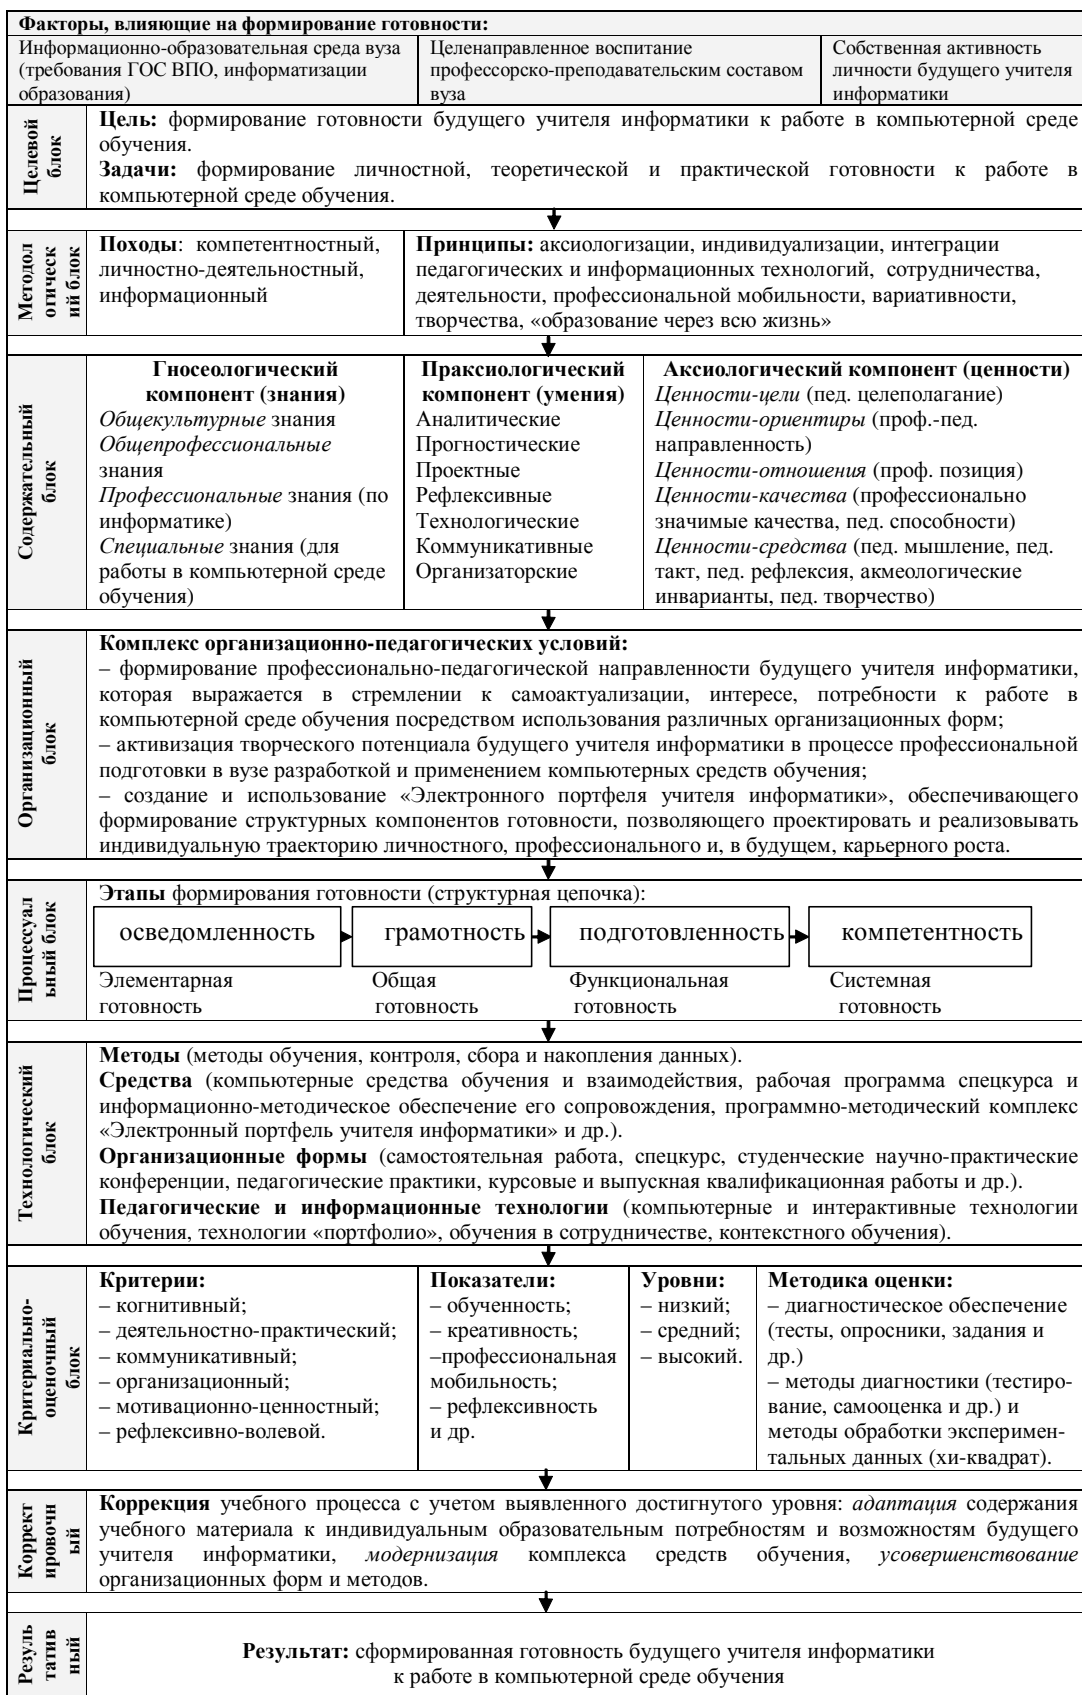 Факторы, влияющие на формирование готовности:
Информационно-образовательная среда вуза
(требования ГОС ВПО, информатизации
образования)
Целенаправленное воспитание
профессорско-преподавательским составом
вуза
Собственная активность
личности будущего учителя
информатики
Целевой
блок
Цель: формирование готовности будущего учителя информатики к работе в компьютерной среде
обучения.
Задачи: формирование личностной, теоретической и практической готовности к работе в
компьютерной среде обучения.
Методол
огическ
ий блок
Походы: компетентностный,
личностно-деятельностный,
информационный
Принципы: аксиологизации, индивидуализации, интеграции
педагогических и информационных технологий, сотрудничества,
деятельности, профессиональной мобильности, вариативности,
творчества, «образование через всю жизнь»
Содержательный
блок
Гносеологический
компонент (знания)
Общекультурные знания
Общепрофессиональные
знания
Профессиональные знания (по
информатике)
Специальные знания (для
работы в компьютерной среде
обучения)
Праксиологический
компонент (умения)
Аналитические
Прогностические
Проектные
Рефлексивные
Технологические
Коммуникативные
Организаторские
Аксиологический компонент (ценности)
Ценности-цели (пед. целеполагание)
Ценности-ориентиры (проф.-пед.
направленность)
Ценности-отношения (проф. позиция)
Ценности-качества (профессионально
значимые качества, пед. способности)
Ценности-средства (пед. мышление, пед.
такт, пед. рефлексия, акмеологические
инварианты, пед. творчество)
Организационный
блок
Комплекс организационно-педагогических условий:
– формирование профессионально-педагогической направленности будущего учителя информатики,
которая выражается в стремлении к самоактуализации, интересе, потребности к работе в
компьютерной среде обучения посредством использования различных организационных форм;
– активизация творческого потенциала будущего учителя информатики в процессе профессиональной
подготовки в вузе разработкой и применением компьютерных средств обучения;
– создание и использование «Электронного портфеля учителя информатики», обеспечивающего
формирование структурных компонентов готовности, позволяющего проектировать и реализовывать
индивидуальную траекторию личностного, профессионального и, в будущем, карьерного роста.
Процессуал
ьный блок
Этапы формирования готовности (структурная цепочка):
осведомленность
грамотность
подготовленность
компетентность
Элементарная
готовность
Общая
готовность
Функциональная
готовность
Системная
готовность
Технологический
блок
Методы (методы обучения, контроля, сбора и накопления данных).
Средства (компьютерные средства обучения и взаимодействия, рабочая программа спецкурса и
информационно-методическое обеспечение его сопровождения, программно-методический комплекс
«Электронный портфель учителя информатики» и др.).
Организационные формы (самостоятельная работа, спецкурс, студенческие научно-практические
конференции, педагогические практики, курсовые и выпускная квалификационная работы и др.).
Педагогические и информационные технологии (компьютерные и интерактивные технологии
обучения, технологии «портфолио», обучения в сотрудничестве, контекстного обучения).
Критериально-
оценочный
блок
Критерии:
– когнитивный;
– деятельностно-практический;
– коммуникативный;
– организационный;
– мотивационно-ценностный;
– рефлексивно-волевой.
Показатели:
– обученность;
– креативность;
–профессиональная
мобильность;
– рефлексивность
и др.
Уровни:
– низкий;
– средний;
– высокий.
Методика оценки:
– диагностическое обеспечение
(тесты, опросники, задания и
др.)
– методы диагностики (тестиро-
вание, самооценка и др.) и
методы обработки эксперимен-
тальных данных (хи-квадрат).
Коррект
ировочн
ый
Коррекция учебного процесса с учетом выявленного достигнутого уровня: адаптация содержания
учебного материала к индивидуальным образовательным потребностям и возможностям будущего
учителя информатики, модернизация комплекса средств обучения, усовершенствование
организационных форм и методов.
Резуль
татив
ный
Результат: сформированная готовность будущего учителя информатики
к работе в компьютерной среде обучения